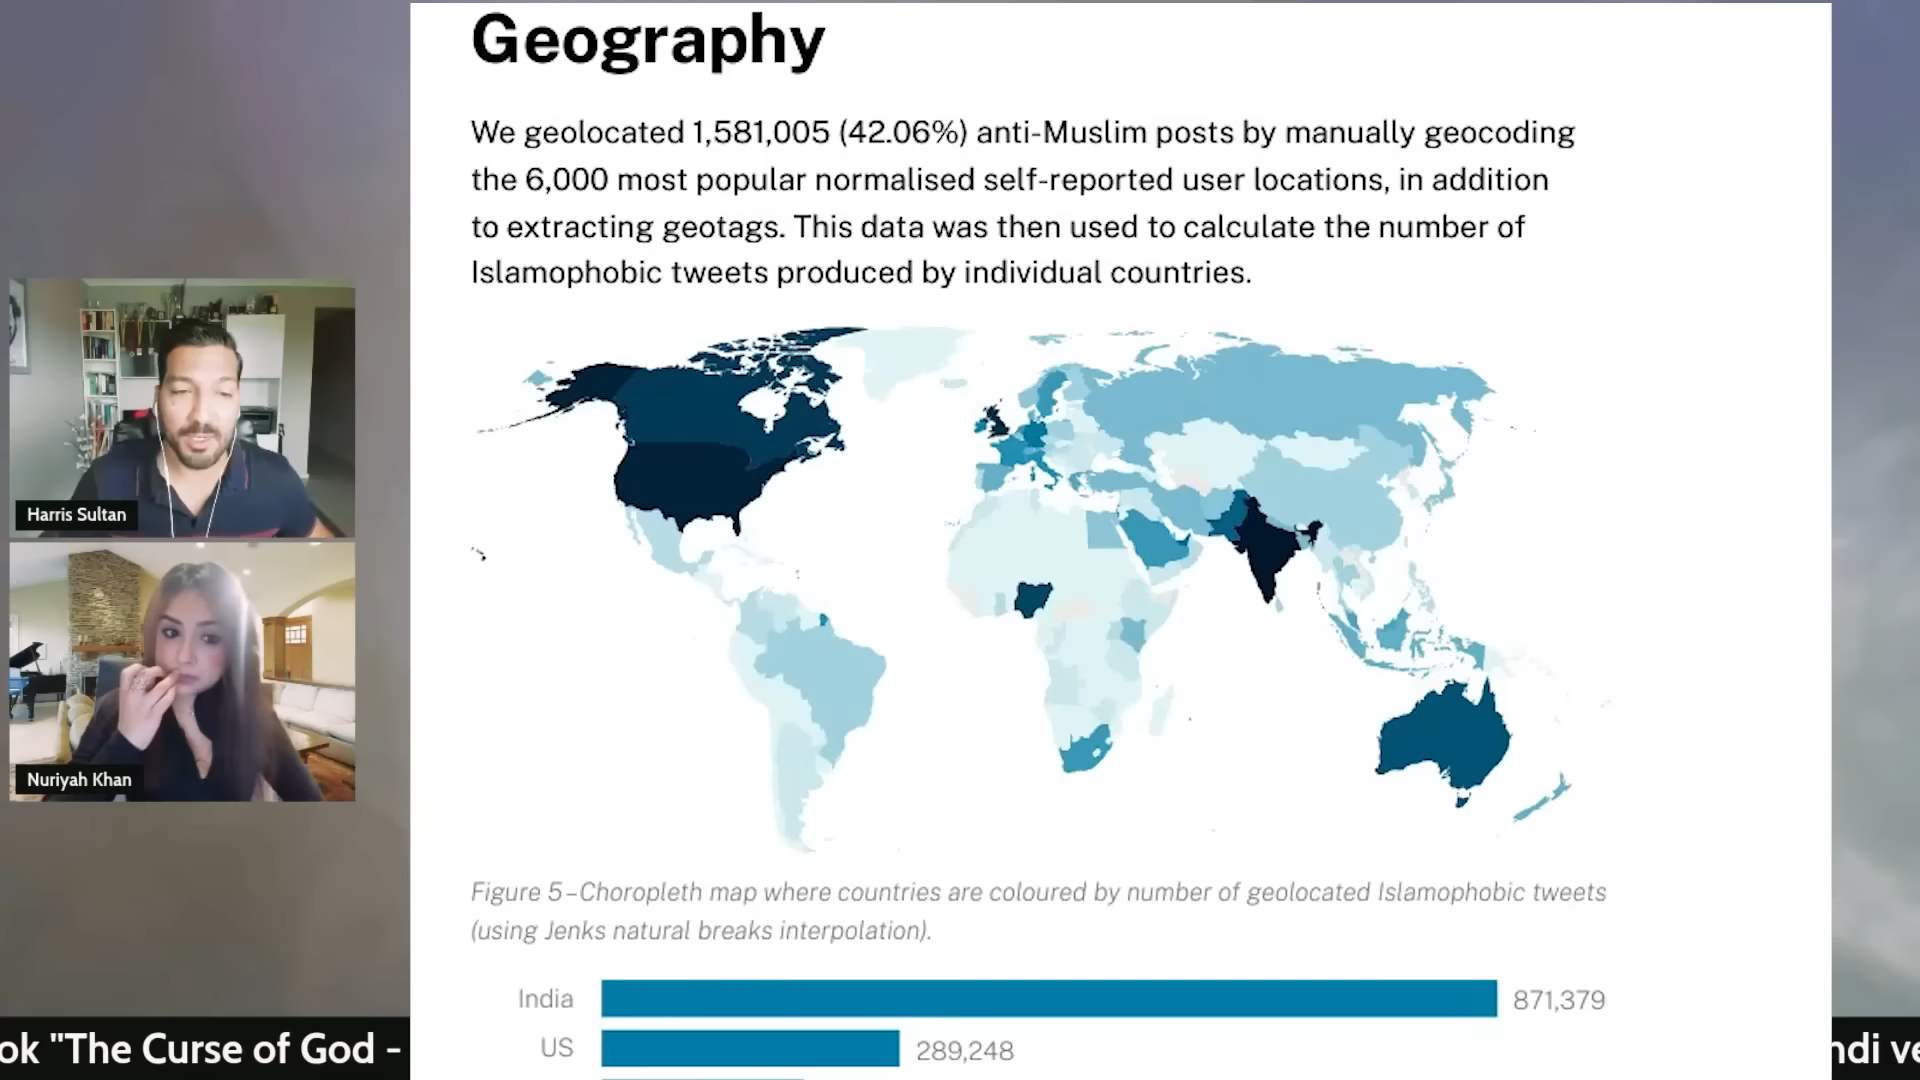 Geography
We geolocated 1,581,005 (42.06%) anti-Muslim posts by manually geocoding
the 6,000 most popular normalised self-reported user locations, in addition
to extracting geotags. This data was then used to calculate the number of
Islamophobic tweets produced by individual countries.
Harris Sultan
Nuriyah Khan
Figure 5 – Choropleth map where countries are coloured by number of geolocated Islamophobic tweets
(using Jenks natural breaks interpolation).
India 871,379
US 289,248
ok "The Curse of God -
ndi ve